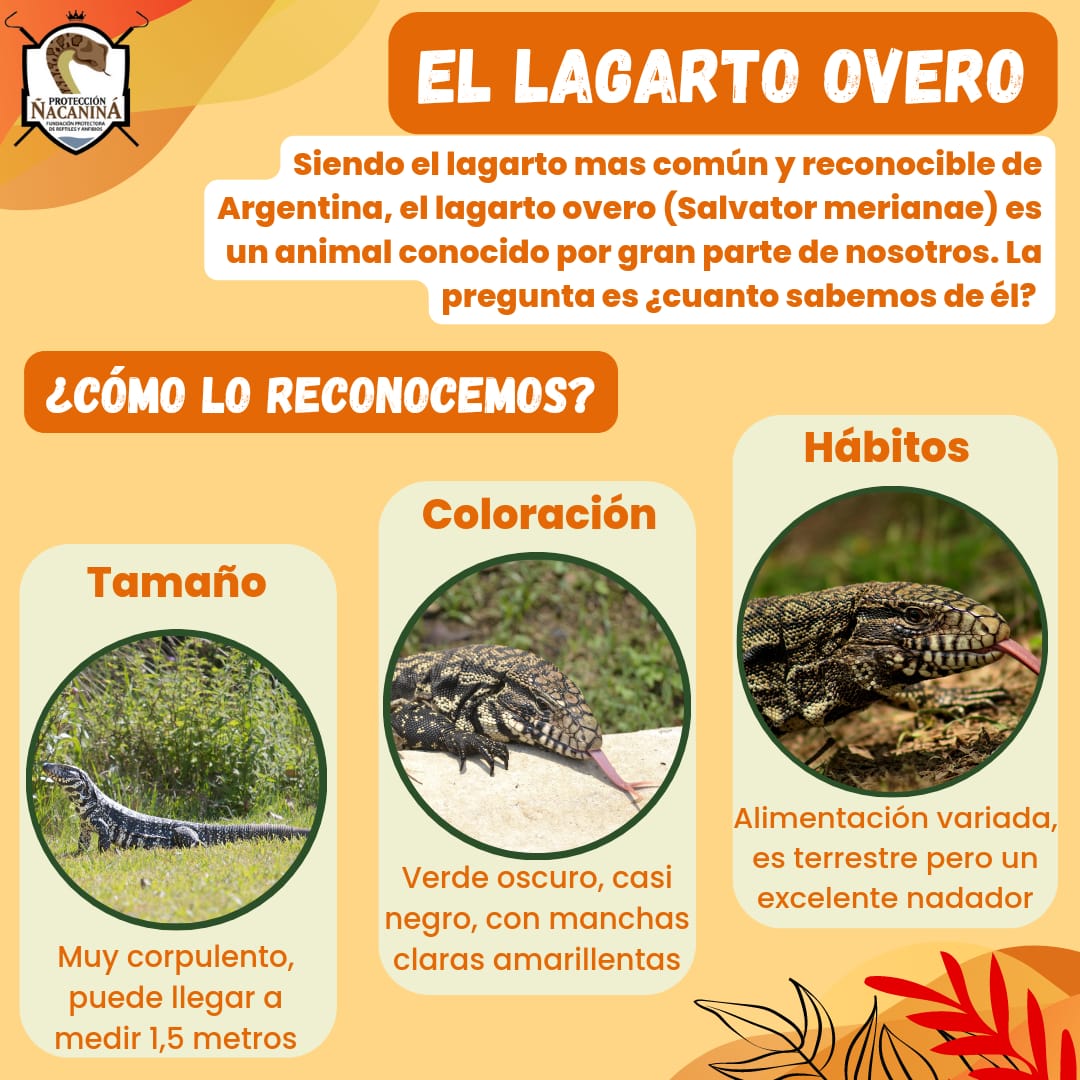 PROTECCIÓN
ÑACANINÁ
FUNDACIÓN PROTECTORA
DE REPTILES Y ANFIBIOS
EL LAGARTO OVERO
Siendo el lagarto mas común y reconocible de
Argentina, el lagarto overo (Salvator merianae) es
un animal conocido por gran parte de nosotros. La
pregunta es ¿cuanto sabemos de él?
¿CÓMO LO RECONOCEMOS?
Tamaño
Muy corpulento,
puede llegar a
medir 1,5 metros
Coloración
Verde oscuro, casi
negro, con manchas
claras amarillentas
Hábitos
Alimentación variada,
es terrestre pero un
excelente nadador